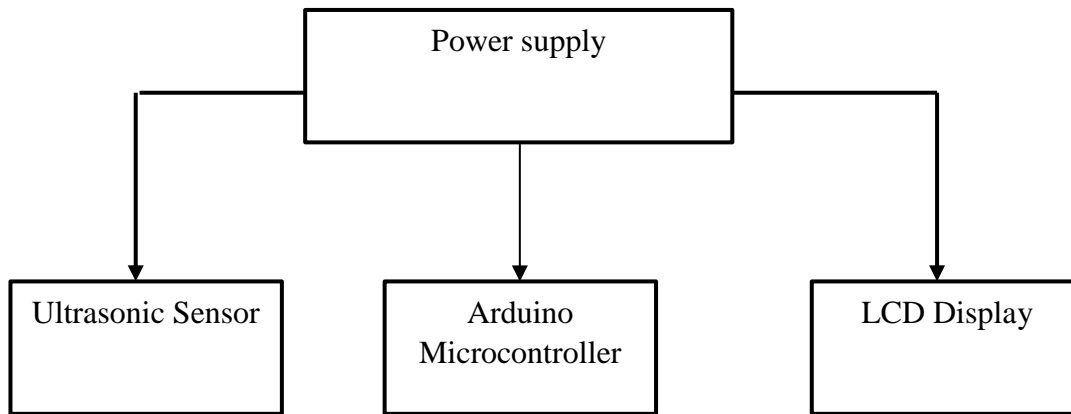 Power supply
Ultrasonic Sensor
Arduino
Microcontroller
LCD Display